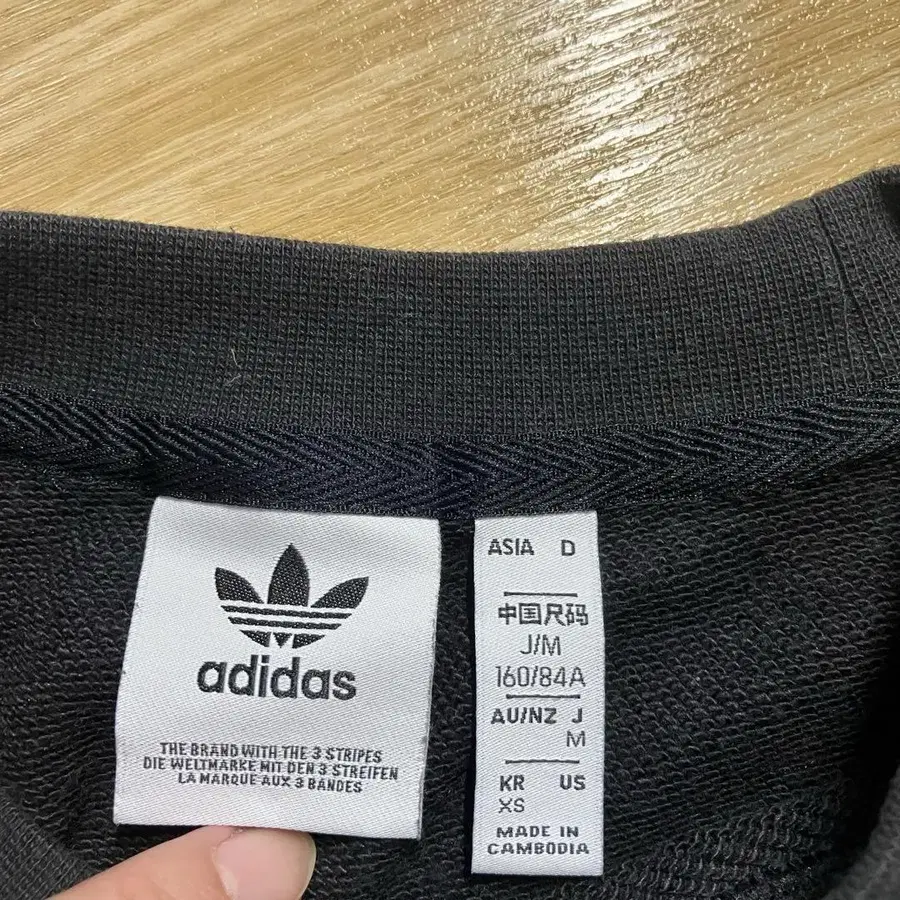 adidas
THE BRAND WITH THE 3 STRIPES
DIE WELTMARKE MIT DEN 3 STREIFEN
LA MARQUE AUX 3 BANDES
ASIA D
中国尺码
J/M
160/84A
AU/NZ J
M
KR US
XS
MADE IN
CAMBODIA